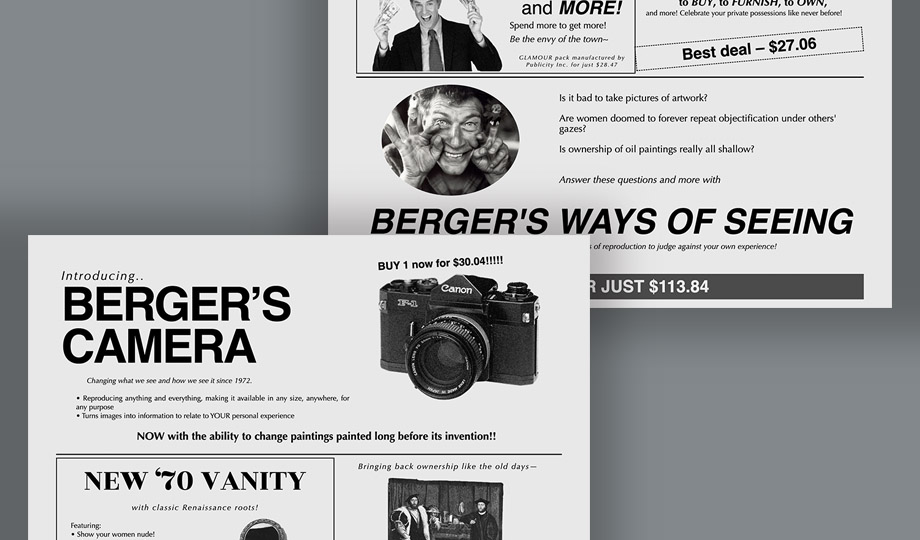 and MORE!
Spend more to get more!
Be the envy of the town~
GLAMOUR pack manufactured by
Publicity Inc. for just $28.47
to BUY, to FURNISH, to OWN,
and more! Celebrate your private possessions like never before!
Best deal – $27.06
Is it bad to take pictures of artwork?
Are women doomed to forever repeat objectification under others'
gazes?
Is ownership of oil paintings really all shallow?
Answer these questions and more with
BERGER'S WAYS OF SEEING
of reproduction to judge against your own experience!
R JUST $113.84
Introducing..
BERGER'S
CAMERA
Changing what we see and how we see it since 1972.
• Reproducing anything and everything, making it available in any size, anywhere, for
any purpose
• Turns images into information to relate to YOUR personal experience
BUY 1 now for $30.04!!!!!
Canon
F-1
NOW with the ability to change paintings painted long before its invention!!
NEW '70 VANITY
with classic Renaissance roots!
Featuring:
• Show your women nude!
Bringing back ownership like the old days—